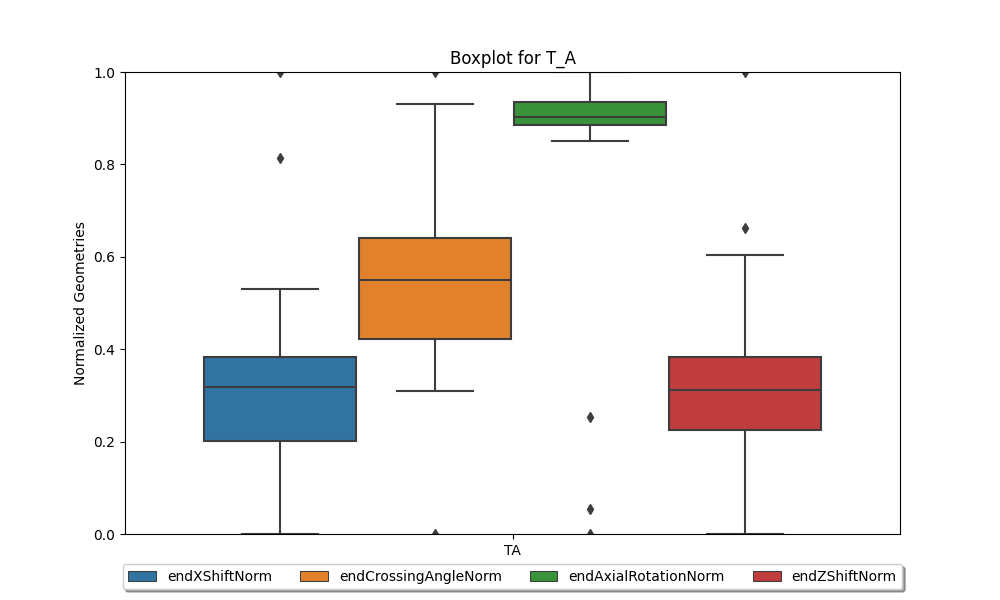 Boxplot for T_A
Normalized Geometries
1.0
0.8
0.6
0.4
0.2
0.0
TA
endXShiftNorm endCrossingAngleNorm endAxialRotationNorm endZShiftNorm